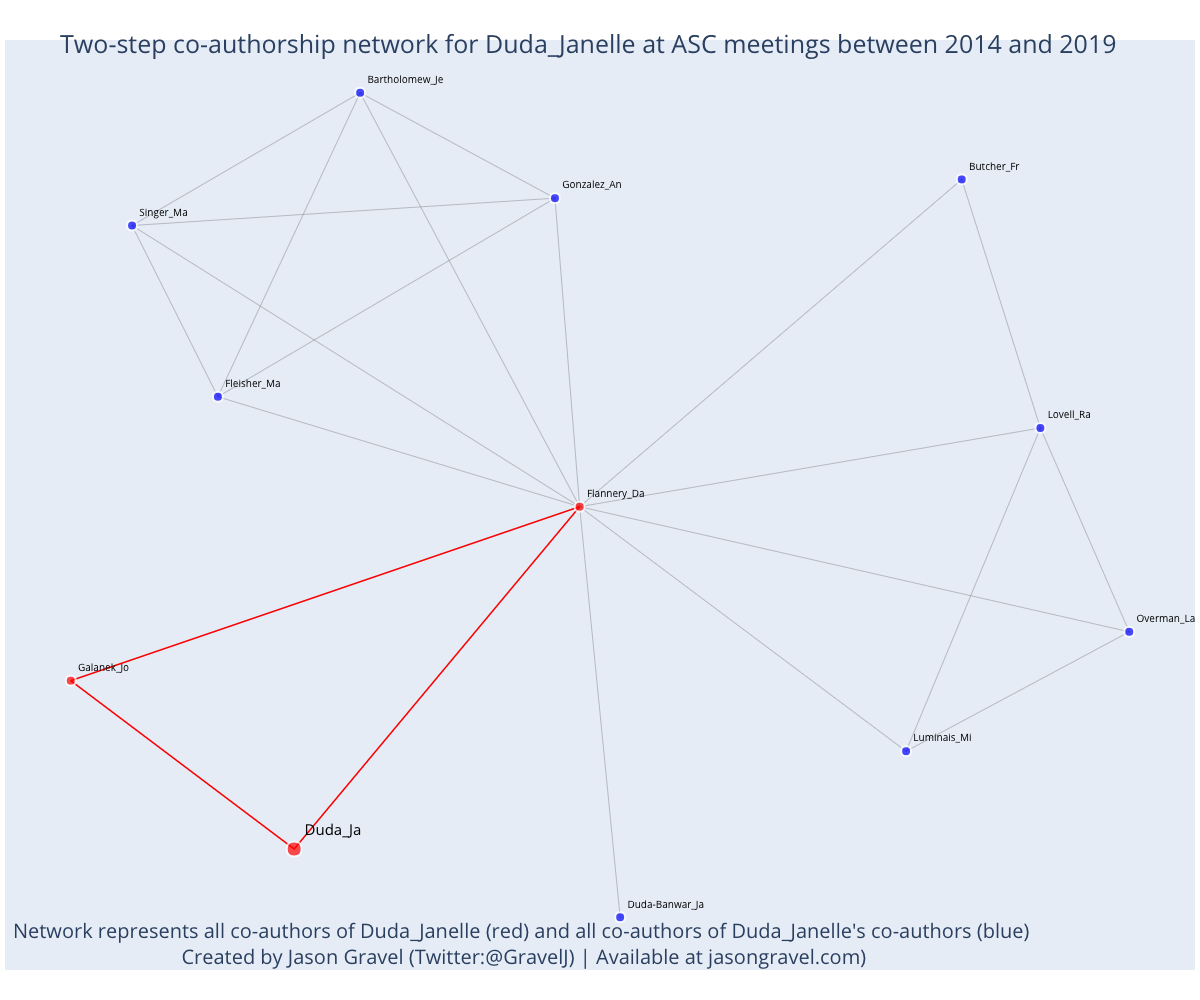 Two-step co-authorship network for Duda_Janelle at ASC meetings between 2014 and 2019
Bartholomew_Je
Butcher_Fr
Gonzalez_An
Singer_Ma
Fleisher_Ma
Lovell_Ra
Flannery_Da
Overman_La
Galanek_Jo
Luminais_Mi
Duda_Ja
Duda-Banwar_Ja
Network represents all co-authors of Duda_Janelle (red) and all co-authors of Duda_Janelle's co-authors (blue)
Created by Jason Gravel (Twitter:@GravelJ) | Available at jasongravel.com)